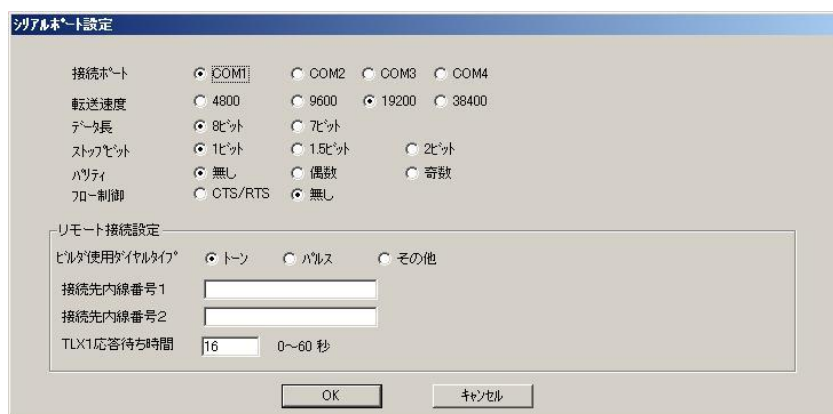 シリアルポート設定
接続ポート COM1 COM2 COM3 COM4
転送速度 4800 9600 19200 38400
データ長 8ビット 7ビット
ストップビット 1ビット 1.5ビット 2ビット
パリティ 無し 偶数 奇数
フロー制御 CTS/RTS 無し
リモート接続設定
ビルダ使用ダイヤルタイプ トーン パルス その他
接続先内線番号1
接続先内線番号2
TLX1応答待ち時間 16 0~60 秒
OK キャンセル